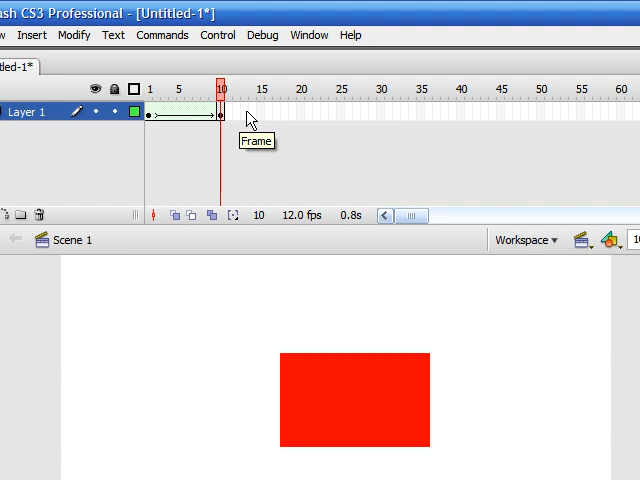 ash CS3 Professional - [Untitled-1*]
w Insert Modify Text Commands Control Debug Window Help
tled-1*
1 5 10 15 20 25 30 35 40 45 50 55 60
Layer 1
Frame
10 12.0 fps 0.8s
Scene 1 Workspace 10